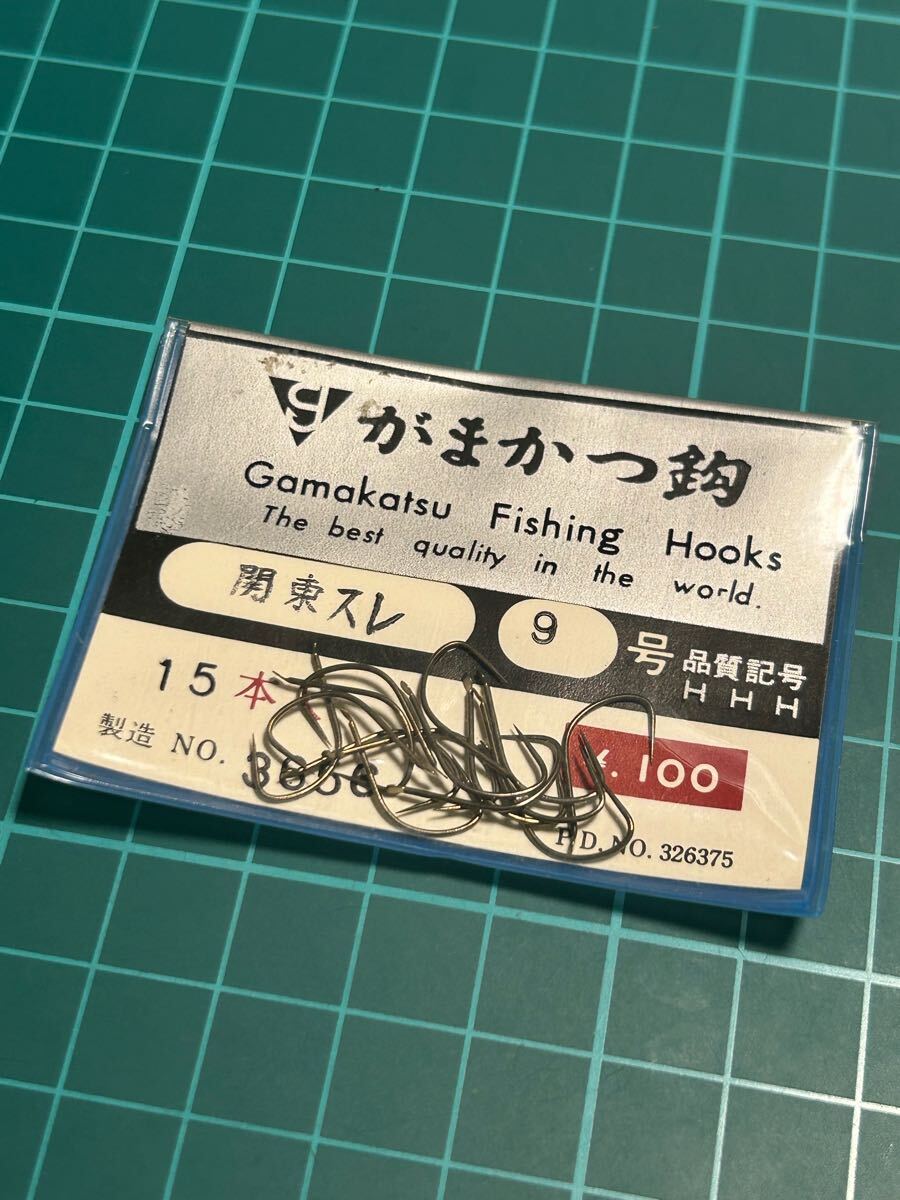 がまかつ鈎
Gamakatsu Fishing Hooks
The best quality in the world.
関東スレ 9 号 品質記号
HHH
15本
¥.100
製造 NO. 3656
P.D. NO. 326375